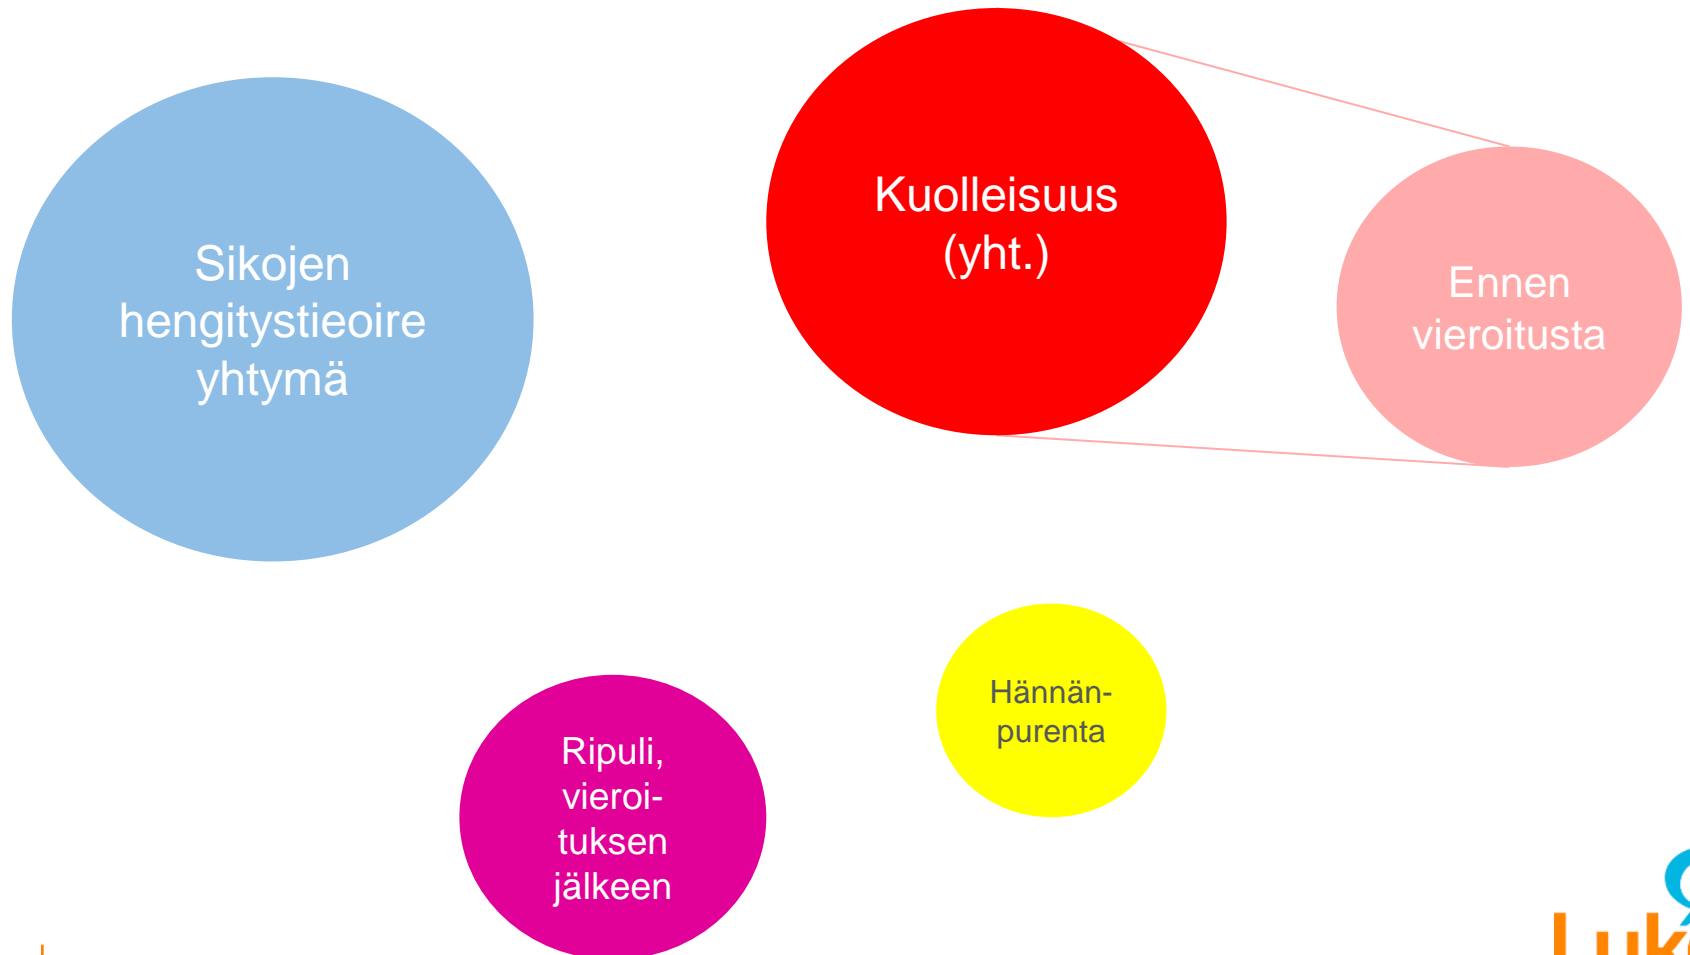 Sikojen
hengitystieoire
yhtymä
Kuolleisuus
(yht.)
Ennen
vieroitusta
Hännän-
purenta
Ripuli,
vieroi-
tuksen
jälkeen